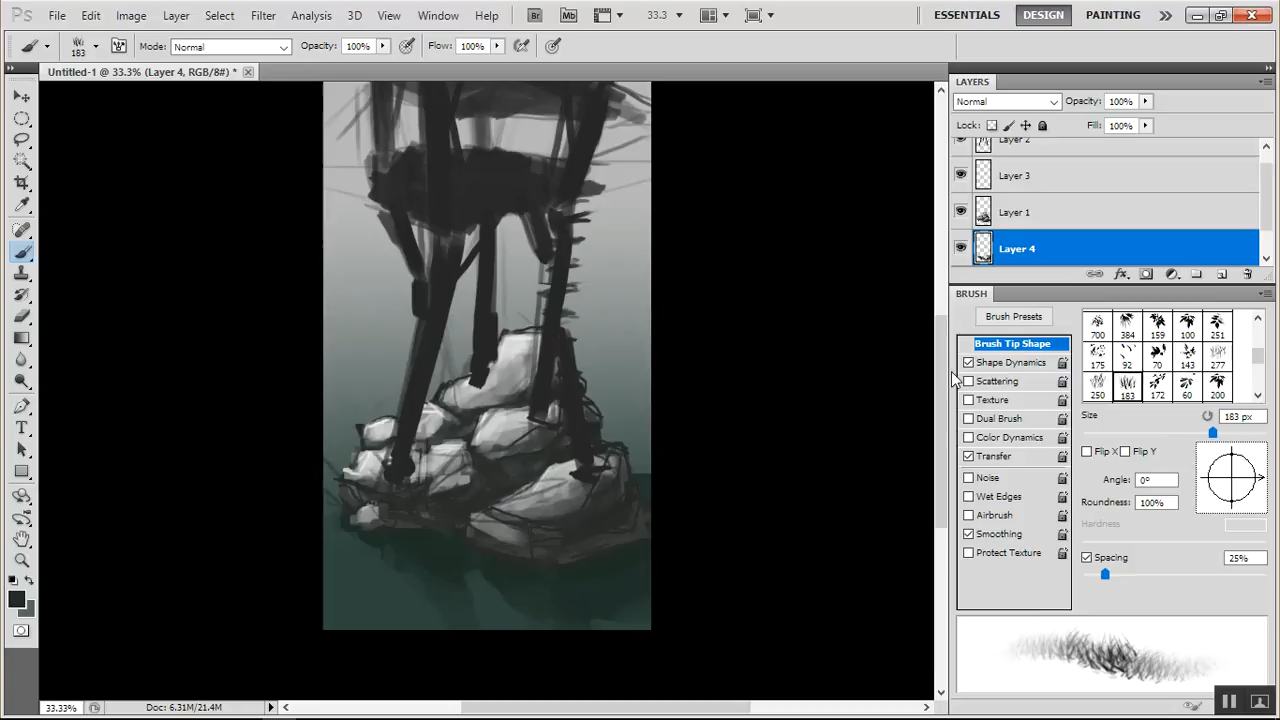 Ps File Edit Image Layer Select Filter Analysis 3D View Window Help Br Mb 33.3 ESSENTIALS DESIGN PAINTING
183 Mode: Normal Opacity: 100% Flow: 100%
Untitled-1 @ 33.3% (Layer 4, RGB/8#) *
LAYERS
Normal Opacity: 100%
Lock: Fill: 100%
Layer 2
Layer 3
Layer 1
Layer 4
BRUSH
Brush Presets
700 384 159 100 251
175 92 70 143 277
250 183 172 60 200
Brush Tip Shape
Shape Dynamics
Scattering
Texture
Dual Brush
Color Dynamics
Transfer
Noise
Wet Edges
Airbrush
Smoothing
Protect Texture
Size 183 px
Flip X Flip Y
Angle: 0°
Roundness: 100%
Hardness
Spacing 25%
33.33% Doc: 6.31M/21.4M